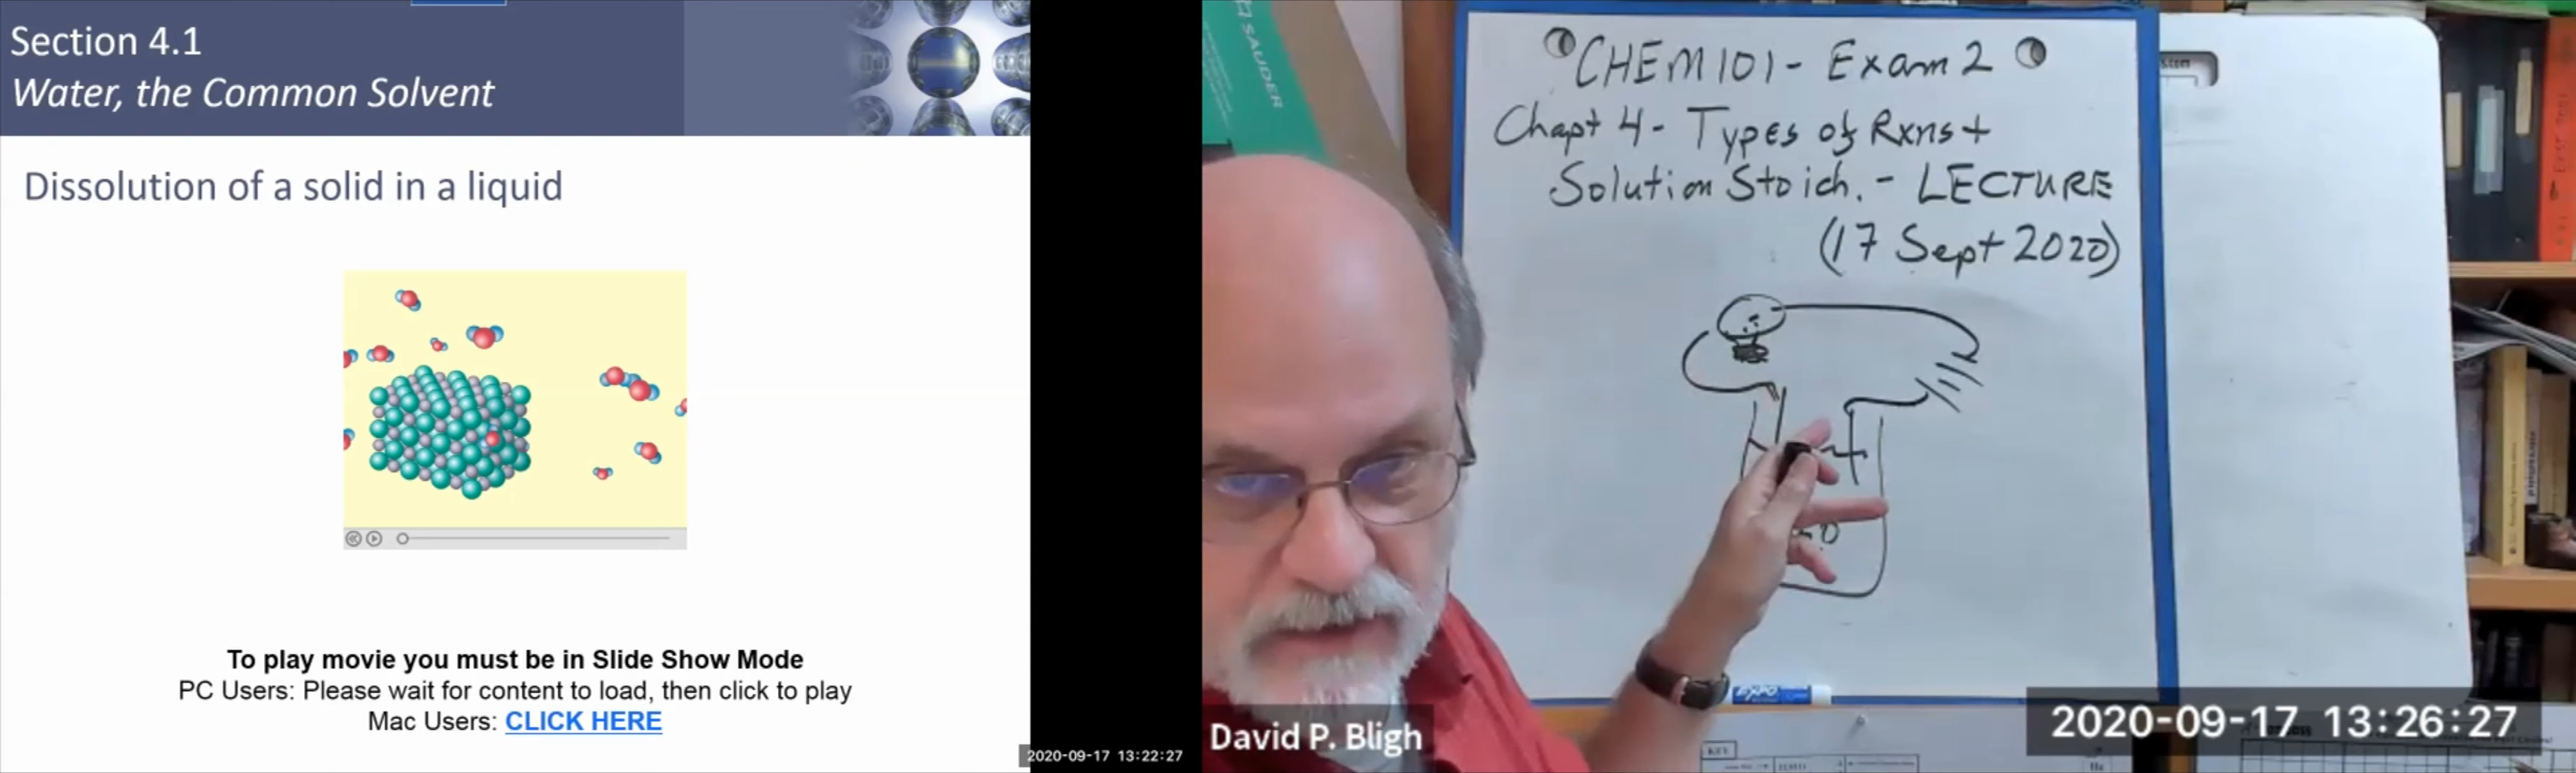 Section 4.1
Water, the Common Solvent
Dissolution of a solid in a liquid
To play movie you must be in Slide Show Mode
PC Users: Please wait for content to load, then click to play
Mac Users: CLICK HERE
2020-09-17 13:22:27
SAUDER
CHEM 101 - Exam 2
Chapt 4 - Types of Rxns +
Solution Stoich. - LECTURE
(17 Sept 2020)
EXPO
David P. Bligh
2020-09-17 13:26:27
KEY